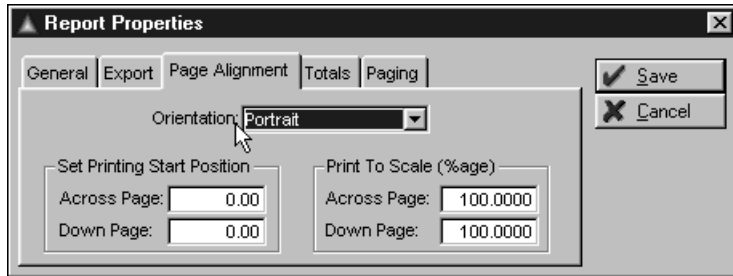 Report Properties
General Export Page Alignment Totals Paging
Save
Cancel
Orientation: Portrait
Set Printing Start Position
Across Page: 0.00
Down Page: 0.00
Print To Scale (%age)
Across Page: 100.0000
Down Page: 100.0000